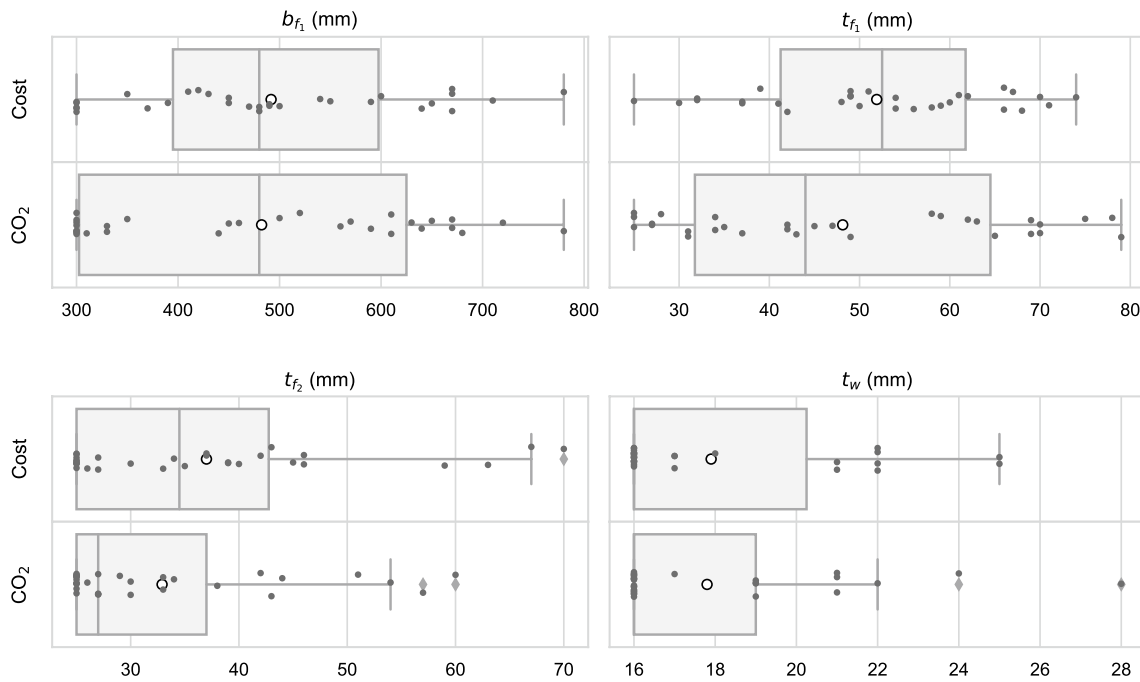 b_{f_1} (mm)
t_{f_1} (mm)
Cost
CO₂
300 400 500 600 700 800
30 40 50 60 70 80
t_{f_2} (mm)
t_w (mm)
Cost
CO₂
30 40 50 60 70
16 18 20 22 24 26 28